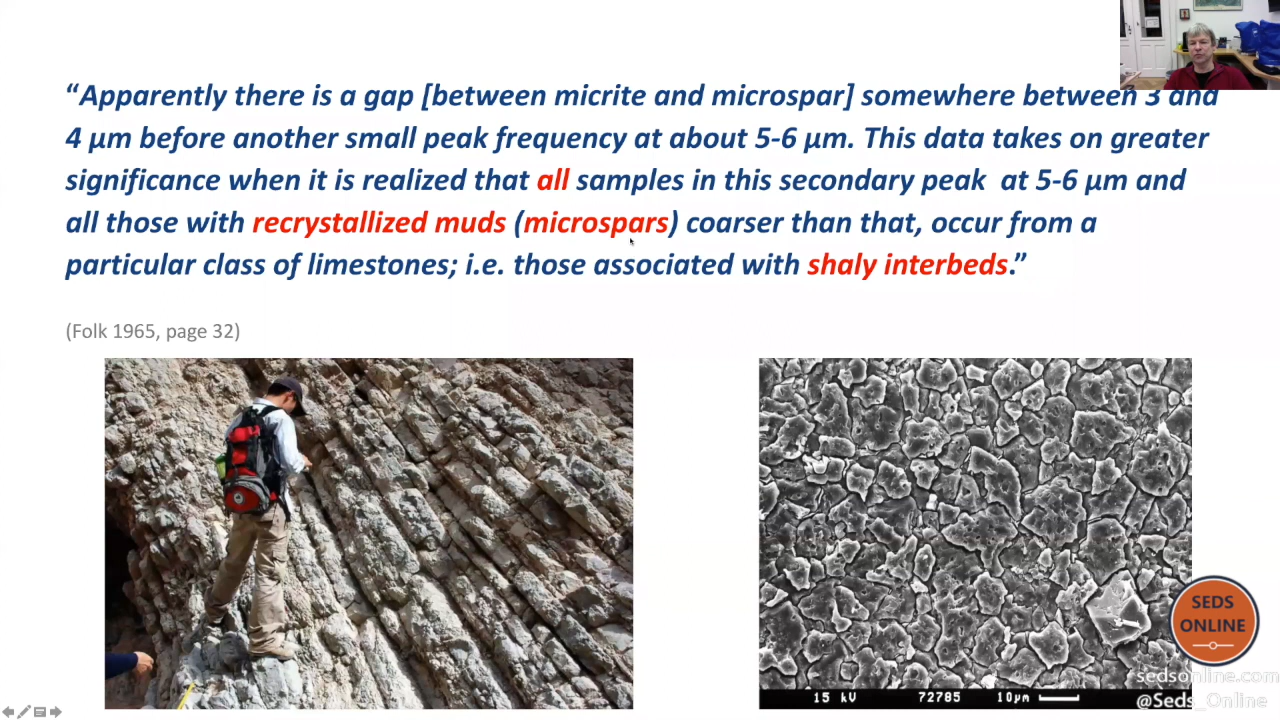 “Apparently there is a gap [between micrite and microspar] somewhere between 3 and
4 µm before another small peak frequency at about 5-6 µm. This data takes on greater
significance when it is realized that all samples in this secondary peak at 5-6 µm and
all those with recrystallized muds (microspars) coarser than that, occur from a
particular class of limestones; i.e. those associated with shaly interbeds.”
(Folk 1965, page 32)
15 kV 72785 10µm
SEDS
ONLINE
sedsonline.com
@Seds_Online